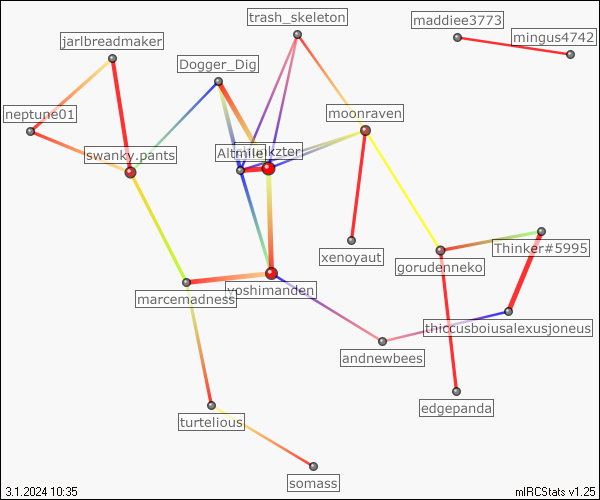 trash_skeleton
maddiee3773
mingus4742
jarlbreadmaker
Dogger_Dig
neptune01
moonraven
swanky.pants
Altmile
kzter
xenoyaut
Thinker#5995
gorudenneko
marcemadness
yoshimanden
thiccusboiusalexusjoneus
andnewbees
edgepanda
turtelious
somass
3.1.2024 10:35
mIRCStats v1.25